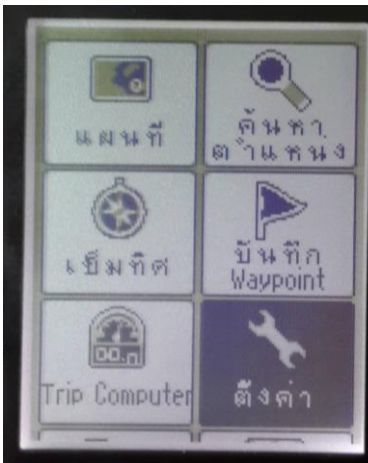 แผนที่
ค้นหา
ตำแหน่ง
เข็มทิศ
บันทึก
Waypoint
Trip Computer
ตั้งค่า